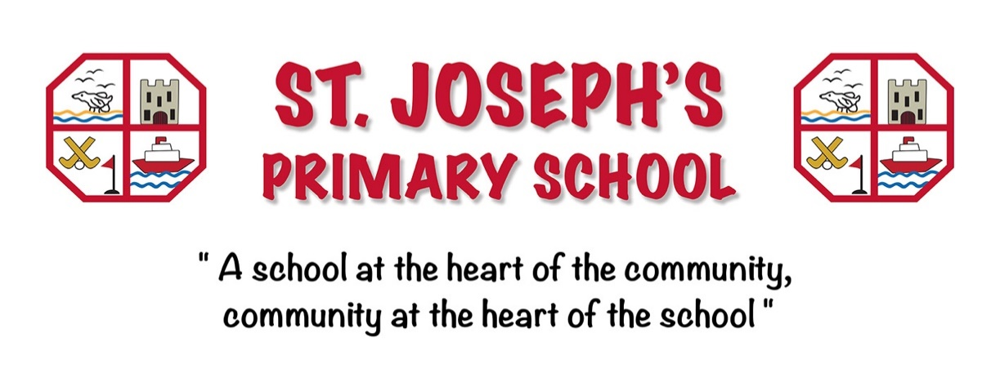 ST. JOSEPH'S
PRIMARY SCHOOL
" A school at the heart of the community,
community at the heart of the school "